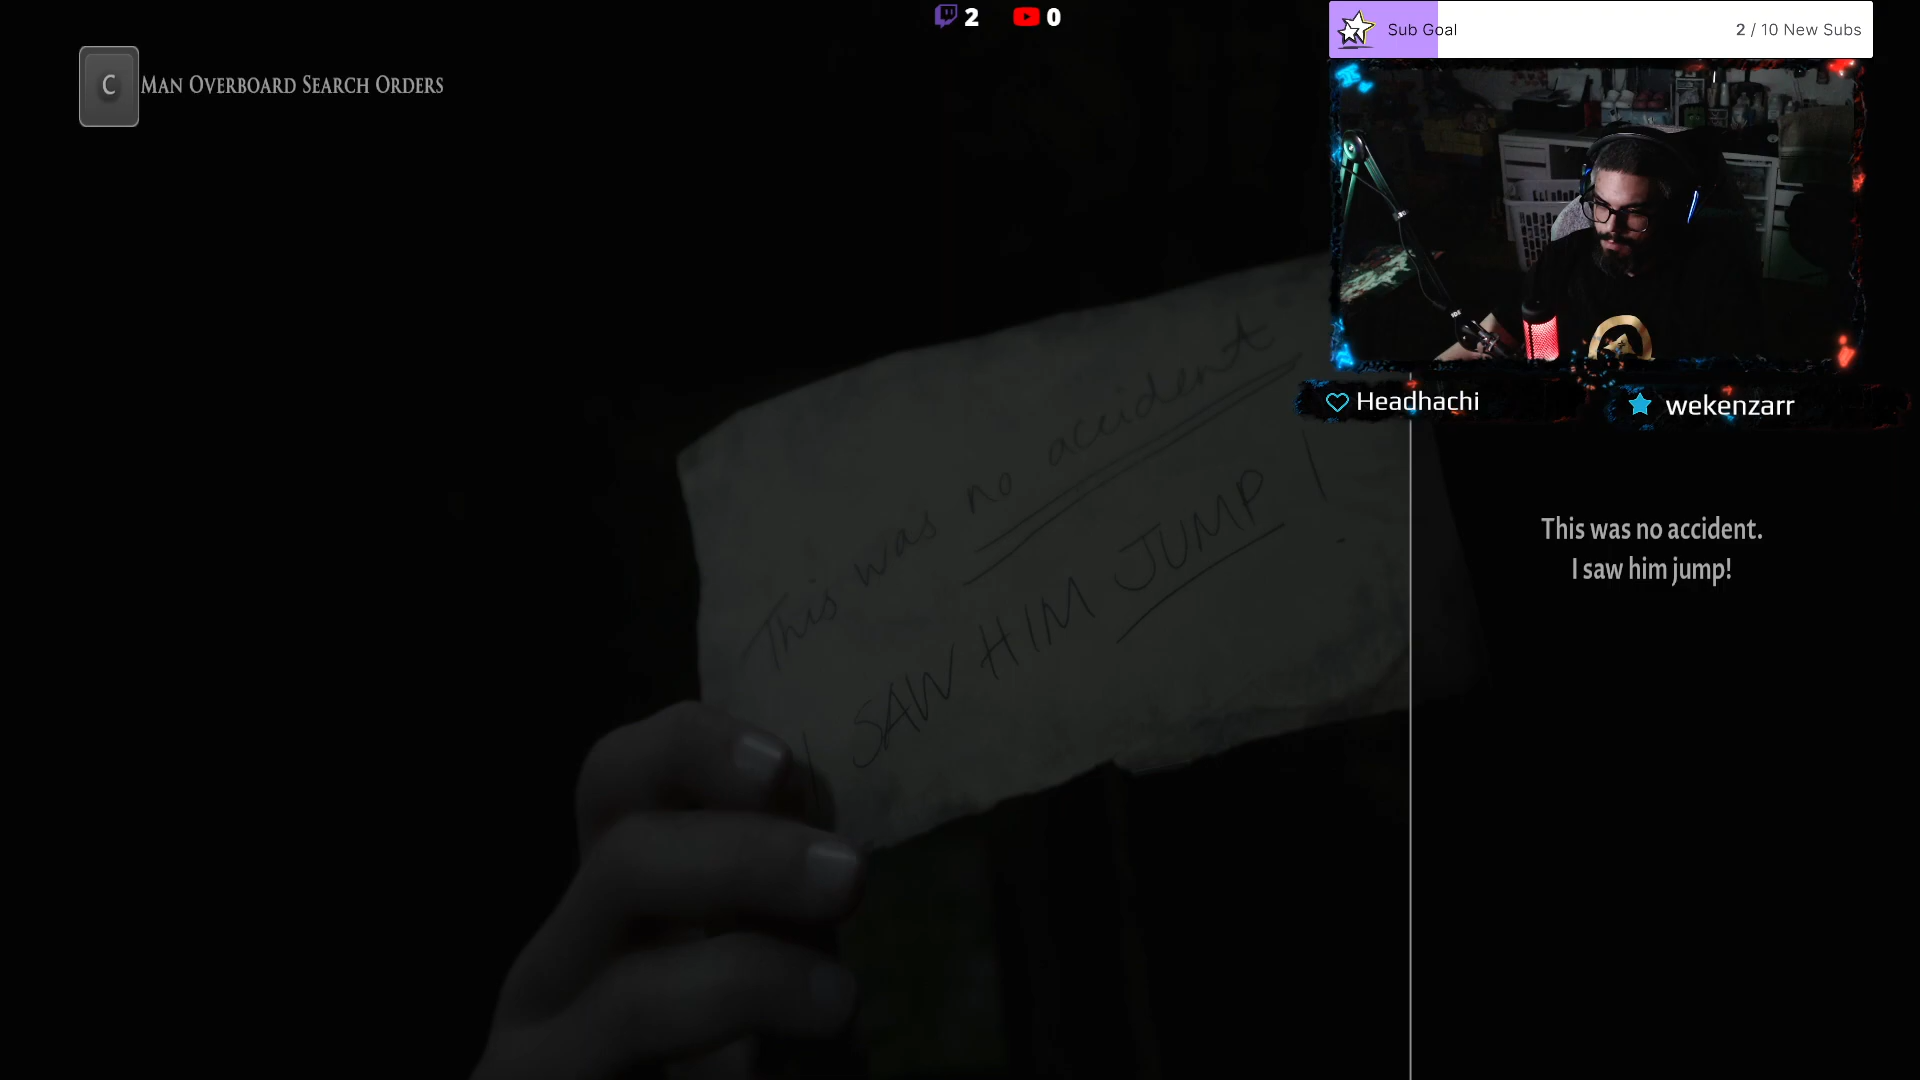 2
0
Sub Goal
2 / 10 New Subs
C
Man Overboard Search Orders
This was no accident
I SAW HIM JUMP!
Headhachi
wekenzarr
This was no accident.
I saw him jump!